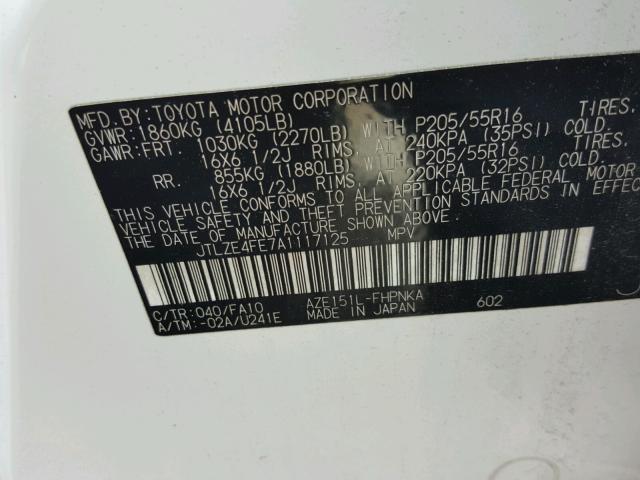 MFD. BY: TOYOTA MOTOR CORPORATION
GVWR: 1860KG (4105LB)
GAWR: FRT. 1030KG (2270LB) WITH P205/55R16 TIRES.
16X6 1/2J RIMS, AT 240KPA (35PSI) COLD.
RR. 855KG (1880LB) WITH P205/55R16 TIRES.
16X6 1/2J RIMS, AT 220KPA (32PSI) COLD.
THIS VEHICLE CONFORMS TO ALL APPLICABLE FEDERAL MOTOR
VEHICLE SAFETY AND THEFT PREVENTION STANDARDS IN EFFECT
DATE OF MANUFACTURE SHOWN ABOVE.
JTLZE4FE7A1117125 MPV
C/TR: 040/FA10 AZE151L-FHPNKA 602
A/TM: -02A/U241E MADE IN JAPAN